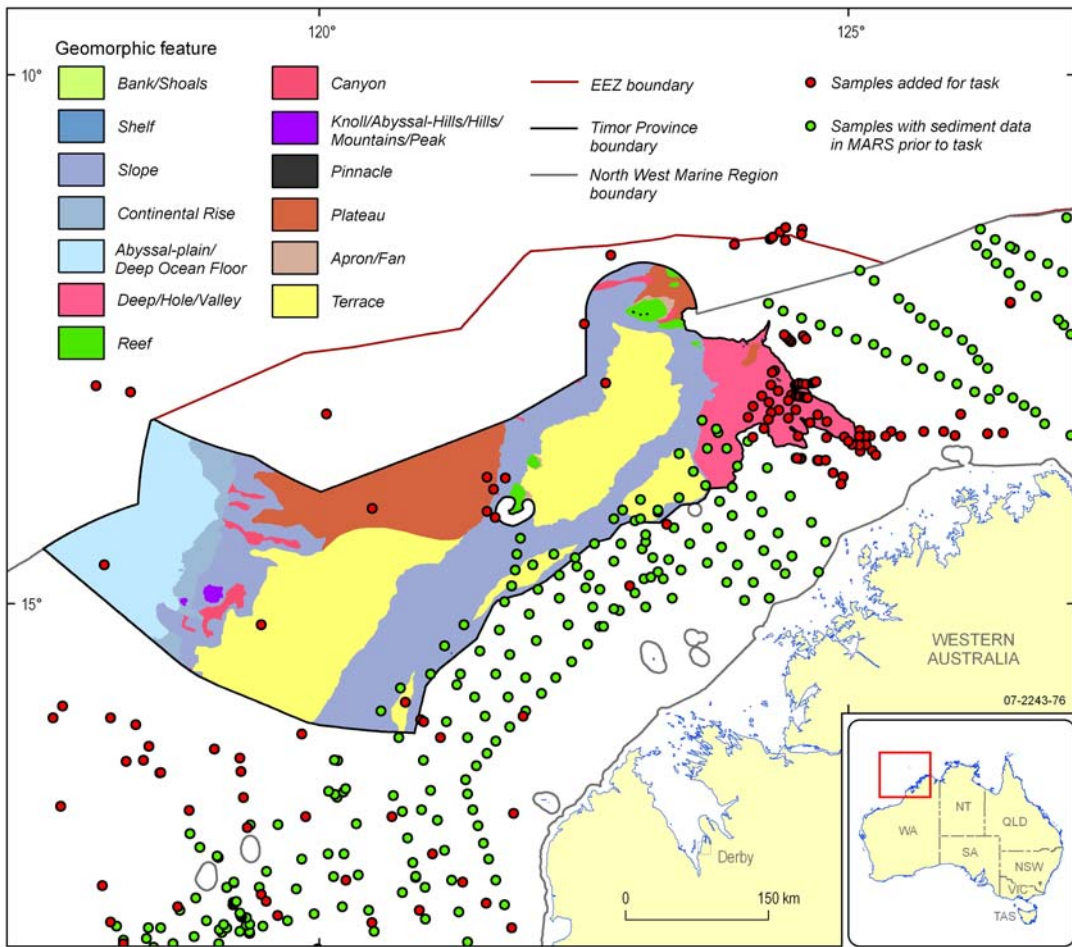 120°
125°
10°
15°
Geomorphic feature
Bank/Shoals
Shelf
Slope
Continental Rise
Abyssal-plain/
Deep Ocean Floor
Deep/Hole/Valley
Reef
Canyon
Knoll/Abyssal-Hills/Hills/
Mountains/Peak
Pinnacle
Plateau
Apron/Fan
Terrace
EEZ boundary
Timor Province
boundary
North West Marine Region
boundary
Samples added for task
Samples with sediment data
in MARS prior to task
WESTERN
AUSTRALIA
07-2243-76
Derby
0
150 km
WA
NT
SA
QLD
NSW
VIC
TAS